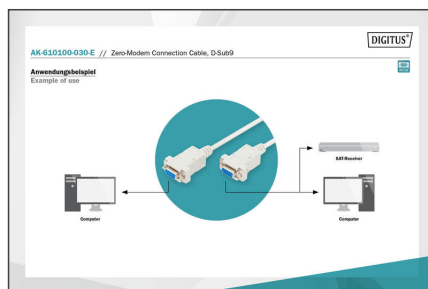 DIGITUS®
AK-610100-030-E // Zero-Modem Connection Cable, D-Sub9
Anwendungsbeispiel
Example of use
SAT-Receiver
Computer
Computer